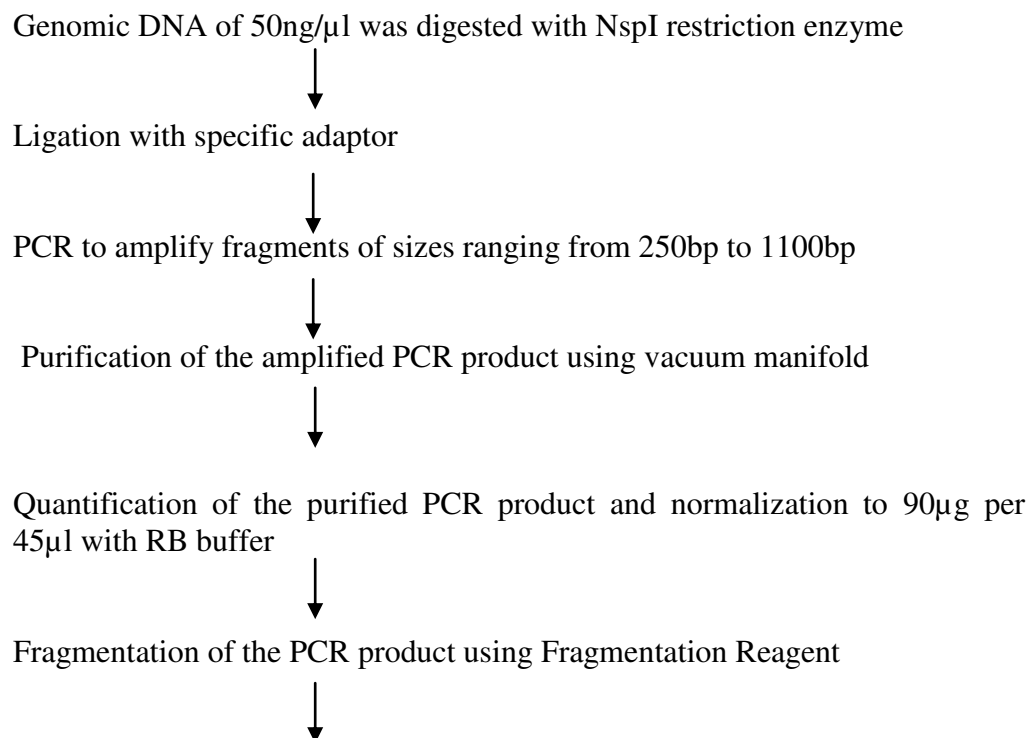 Genomic DNA of 50ng/µl was digested with NspI restriction enzyme
Ligation with specific adaptor
PCR to amplify fragments of sizes ranging from 250bp to 1100bp
Purification of the amplified PCR product using vacuum manifold
Quantification of the purified PCR product and normalization to 90µg per
45µl with RB buffer
Fragmentation of the PCR product using Fragmentation Reagent